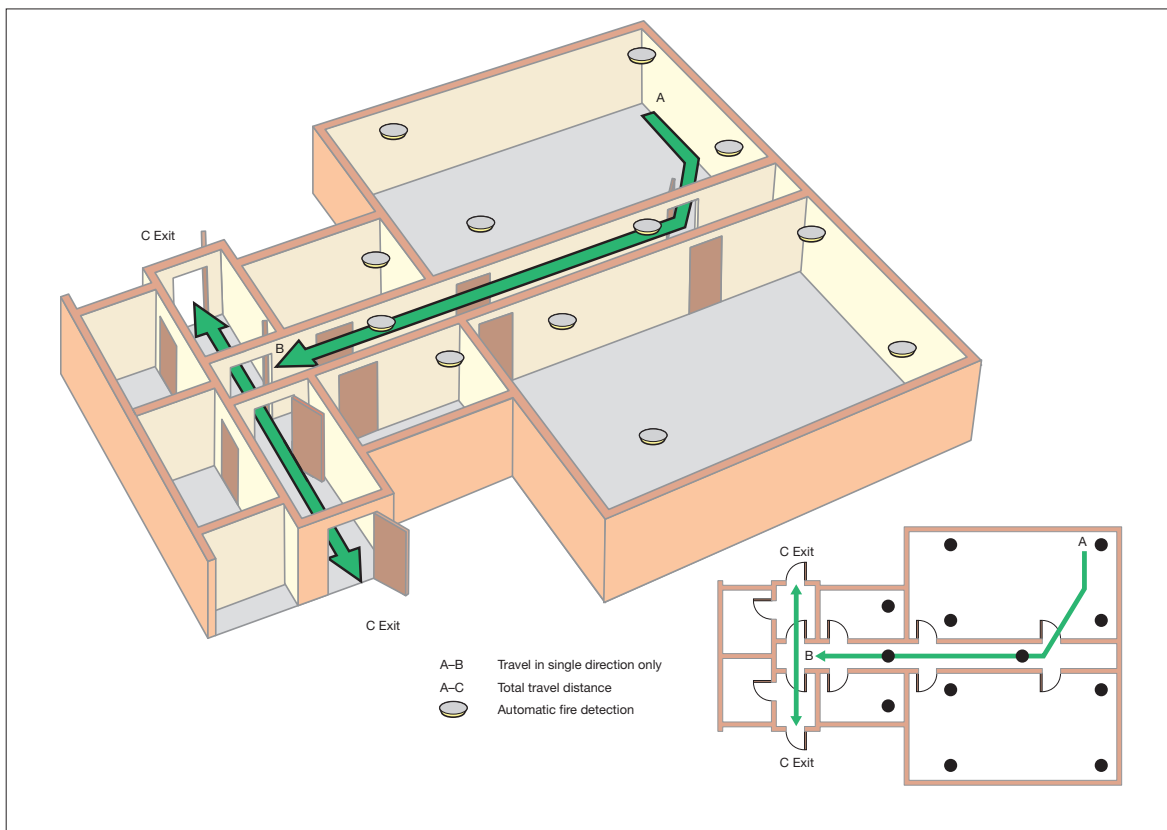 A
C Exit
B
C Exit
A–B Travel in single direction only
A–C Total travel distance
Automatic fire detection
C Exit
A
B
C Exit